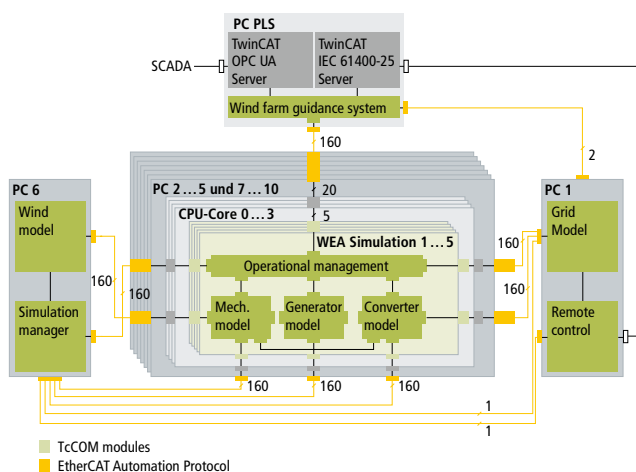 PC PLS
TwinCAT
OPC UA
Server
TwinCAT
IEC 61400-25
Server
SCADA
Wind farm guidance system
160
2
PC 6
PC 2 … 5 und 7 … 10
20
PC 1
CPU-Core 0 … 3
5
Wind
model
WEA Simulation 1 … 5
Grid
Model
160
Operational management
160
160
160
Simulation
manager
Mech.
model
Generator
model
Converter
model
Remote
control
160
160
160
1
1
TcCOM modules
EtherCAT Automation Protocol